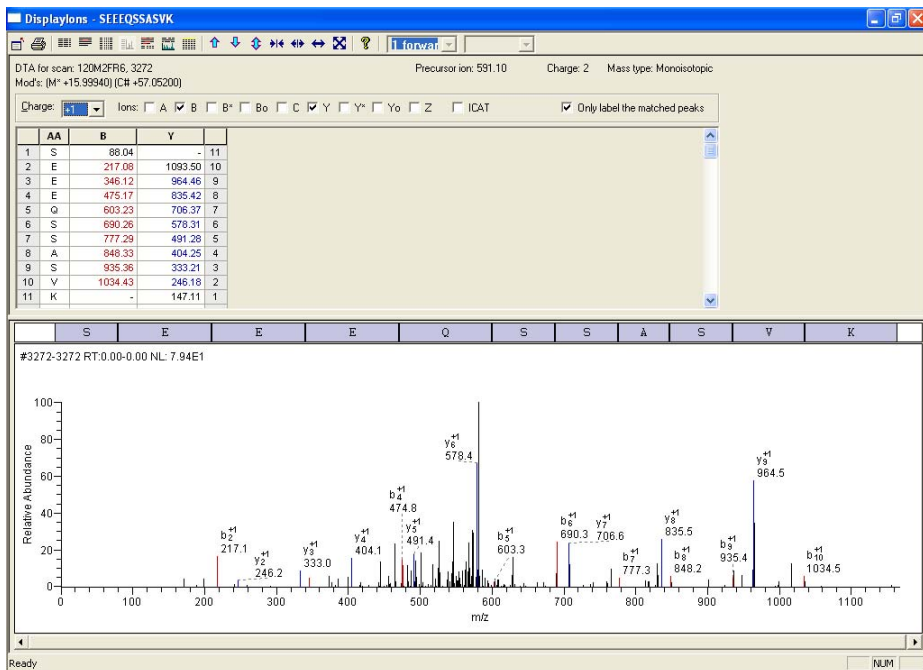 DisplayIons - SEEEQSSASVK
1 forwar
DTA for scan: 120M2FR6, 3272 Precursor ion: 591.10 Charge: 2 Mass type: Monoisotopic
Mod's: (M* +15.99940) (C# +57.05200)
Charge: +1 Ions: A B B* Bo C Y Y* Yo Z ICAT Only label the matched peaks
AA B Y
1 S 88.04 - 11
2 E 217.08 1093.50 10
3 E 346.12 964.46 9
4 E 475.17 835.42 8
5 Q 603.23 706.37 7
6 S 690.26 578.31 6
7 S 777.29 491.28 5
8 A 848.33 404.25 4
9 S 935.36 333.21 3
10 V 1034.43 246.18 2
11 K - 147.11 1
S E E E Q S S A S V K
#3272-3272 RT:0.00-0.00 NL: 7.94E1
Relative Abundance
100
80
60
40
20
0
b2+1
217.1
y2+1
246.2
y3+1
333.0
y4+1
404.1
b4+1
474.8
y5+1
491.4
y6+1
578.4
b5+1
603.3
b6+1
690.3
y7+1
706.6
b7+1
777.3
y8+1
835.5
b8+1
848.2
b9+1
935.4
y9+1
964.5
b10+1
1034.5
0 100 200 300 400 500 600 700 800 900 1000 1100
m/z
Ready NUM